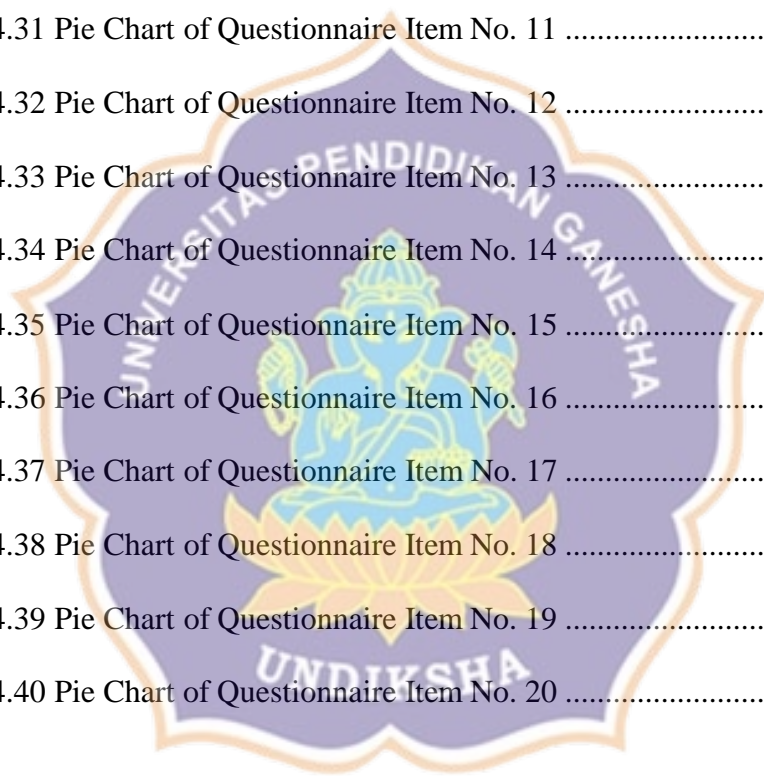 4.31 Pie Chart of Questionnaire Item No. 11 ........................
4.32 Pie Chart of Questionnaire Item No. 12 ........................
4.33 Pie Chart of Questionnaire Item No. 13 ........................
4.34 Pie Chart of Questionnaire Item No. 14 ........................
4.35 Pie Chart of Questionnaire Item No. 15 ........................
4.36 Pie Chart of Questionnaire Item No. 16 ........................
4.37 Pie Chart of Questionnaire Item No. 17 ........................
4.38 Pie Chart of Questionnaire Item No. 18 ........................
4.39 Pie Chart of Questionnaire Item No. 19 ........................
4.40 Pie Chart of Questionnaire Item No. 20 ........................
UNIVERSITAS PENDIDIKAN GANESHA
UNDIKSHA